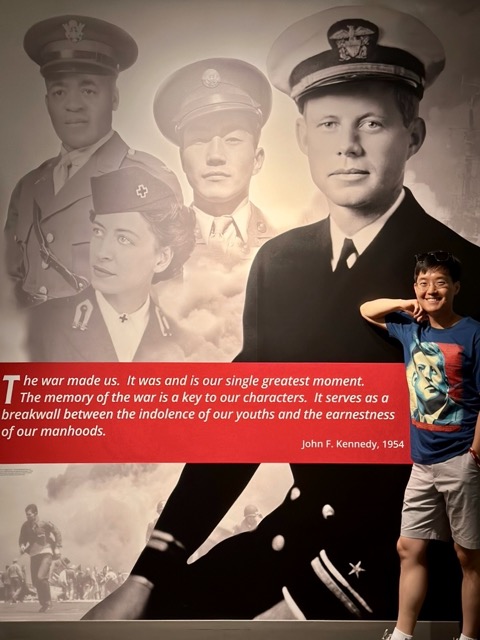 The war made us.  It was and is our single greatest moment.
The memory of the war is a key to our characters.  It serves as a
breakwall between the indolence of our youths and the earnestness
of our manhoods.
John F. Kennedy, 1954